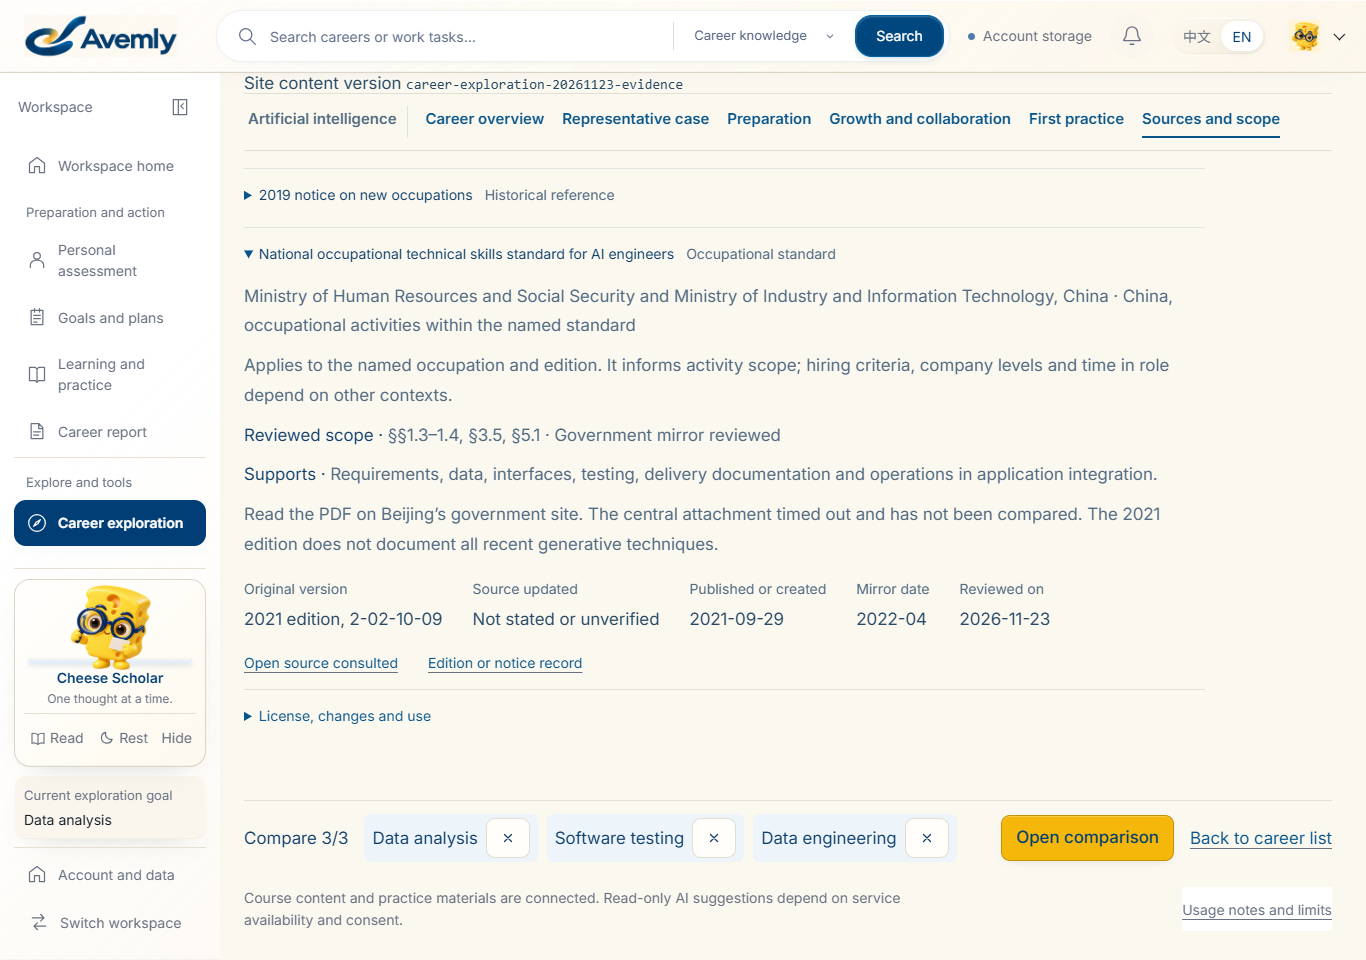 Avemly
Search careers or work tasks...
Career knowledge
Search
Account storage
中文
EN
Workspace
Workspace home
Preparation and action
Personal
assessment
Goals and plans
Learning and
practice
Career report
Explore and tools
Career exploration
Cheese Scholar
One thought at a time.
Read
Rest
Hide
Current exploration goal
Data analysis
Account and data
Switch workspace
Site content version career-exploration-20261123-evidence
Artificial intelligence
Career overview
Representative case
Preparation
Growth and collaboration
First practice
Sources and scope
2019 notice on new occupations Historical reference
National occupational technical skills standard for AI engineers Occupational standard
Ministry of Human Resources and Social Security and Ministry of Industry and Information Technology, China · China,
occupational activities within the named standard
Applies to the named occupation and edition. It informs activity scope; hiring criteria, company levels and time in role
depend on other contexts.
Reviewed scope · §§1.3–1.4, §3.5, §5.1 · Government mirror reviewed
Supports · Requirements, data, interfaces, testing, delivery documentation and operations in application integration.
Read the PDF on Beijing’s government site. The central attachment timed out and has not been compared. The 2021
edition does not document all recent generative techniques.
Original version
2021 edition, 2-02-10-09
Source updated
Not stated or unverified
Published or created
2021-09-29
Mirror date
2022-04
Reviewed on
2026-11-23
Open source consulted
Edition or notice record
License, changes and use
Compare 3/3
Data analysis ×
Software testing ×
Data engineering ×
Open comparison
Back to career list
Course content and practice materials are connected. Read-only AI suggestions depend on service
availability and consent.
Usage notes and limits